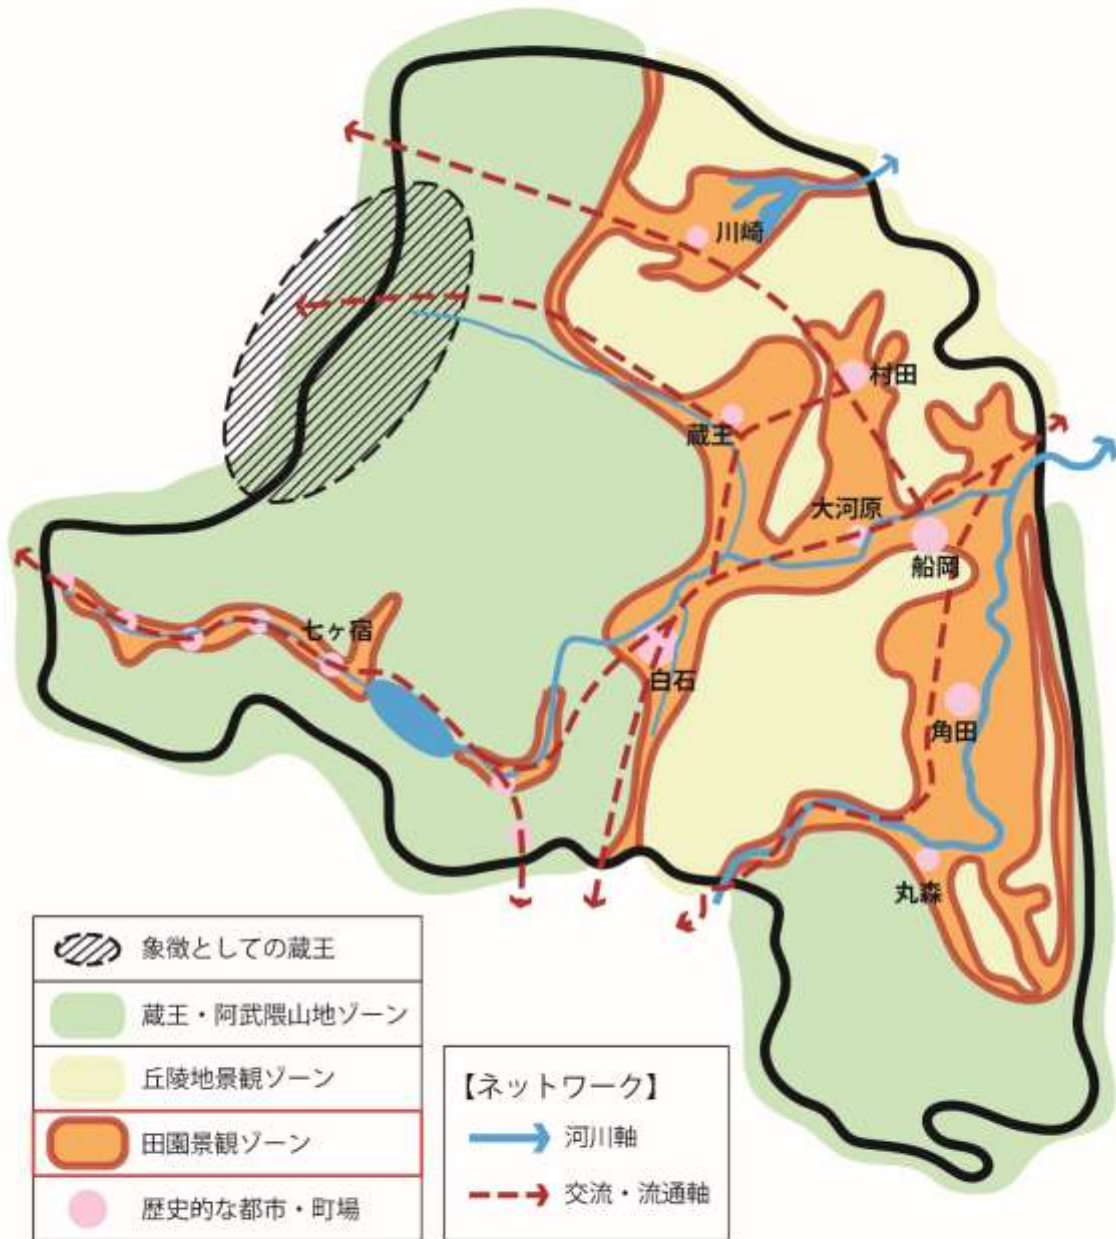 川崎
村田
蔵王
大河原
船岡
七ヶ宿
白石
角田
丸森
象徴としての蔵王
蔵王・阿武隈山地ゾーン
丘陵地景観ゾーン
田園景観ゾーン
歴史的な都市・町場
【ネットワーク】
河川軸
交流・流通軸